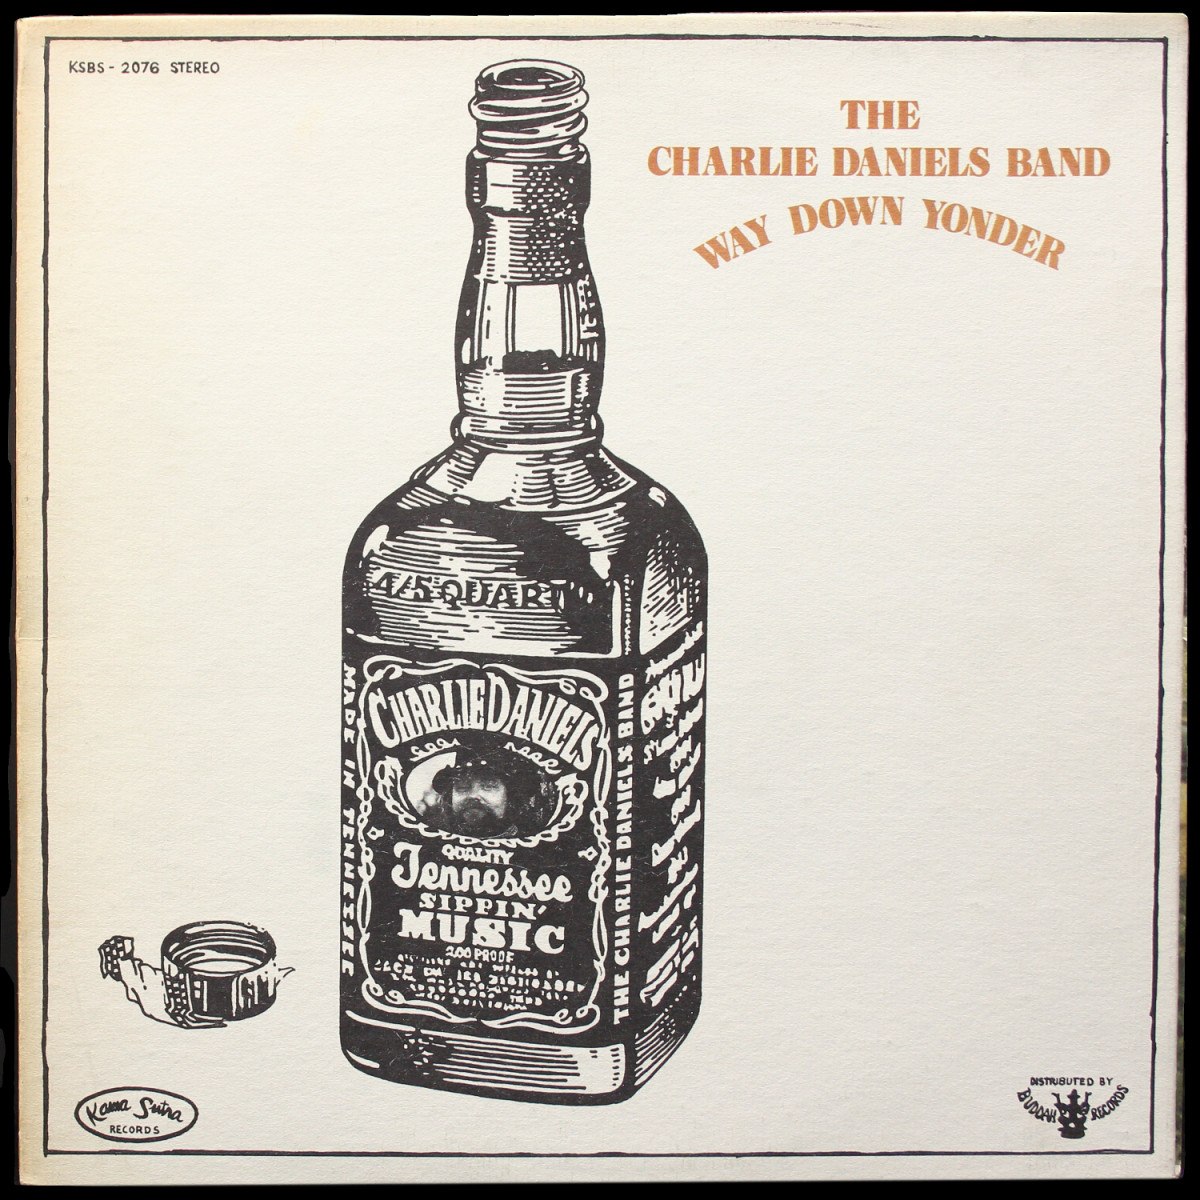 KSBS - 2076 STEREO
THE
CHARLIE DANIELS BAND
WAY DOWN YONDER
4/5 QUART
MADE IN TENNESSEE
CHARLIE DANIELS
QUALITY
Tennessee
SIPPIN'
MUSIC
200 PROOF
THE CHARLIE DANIELS BAND
Kama Sutra
RECORDS
DISTRIBUTED BY
BUDDAH RECORDS